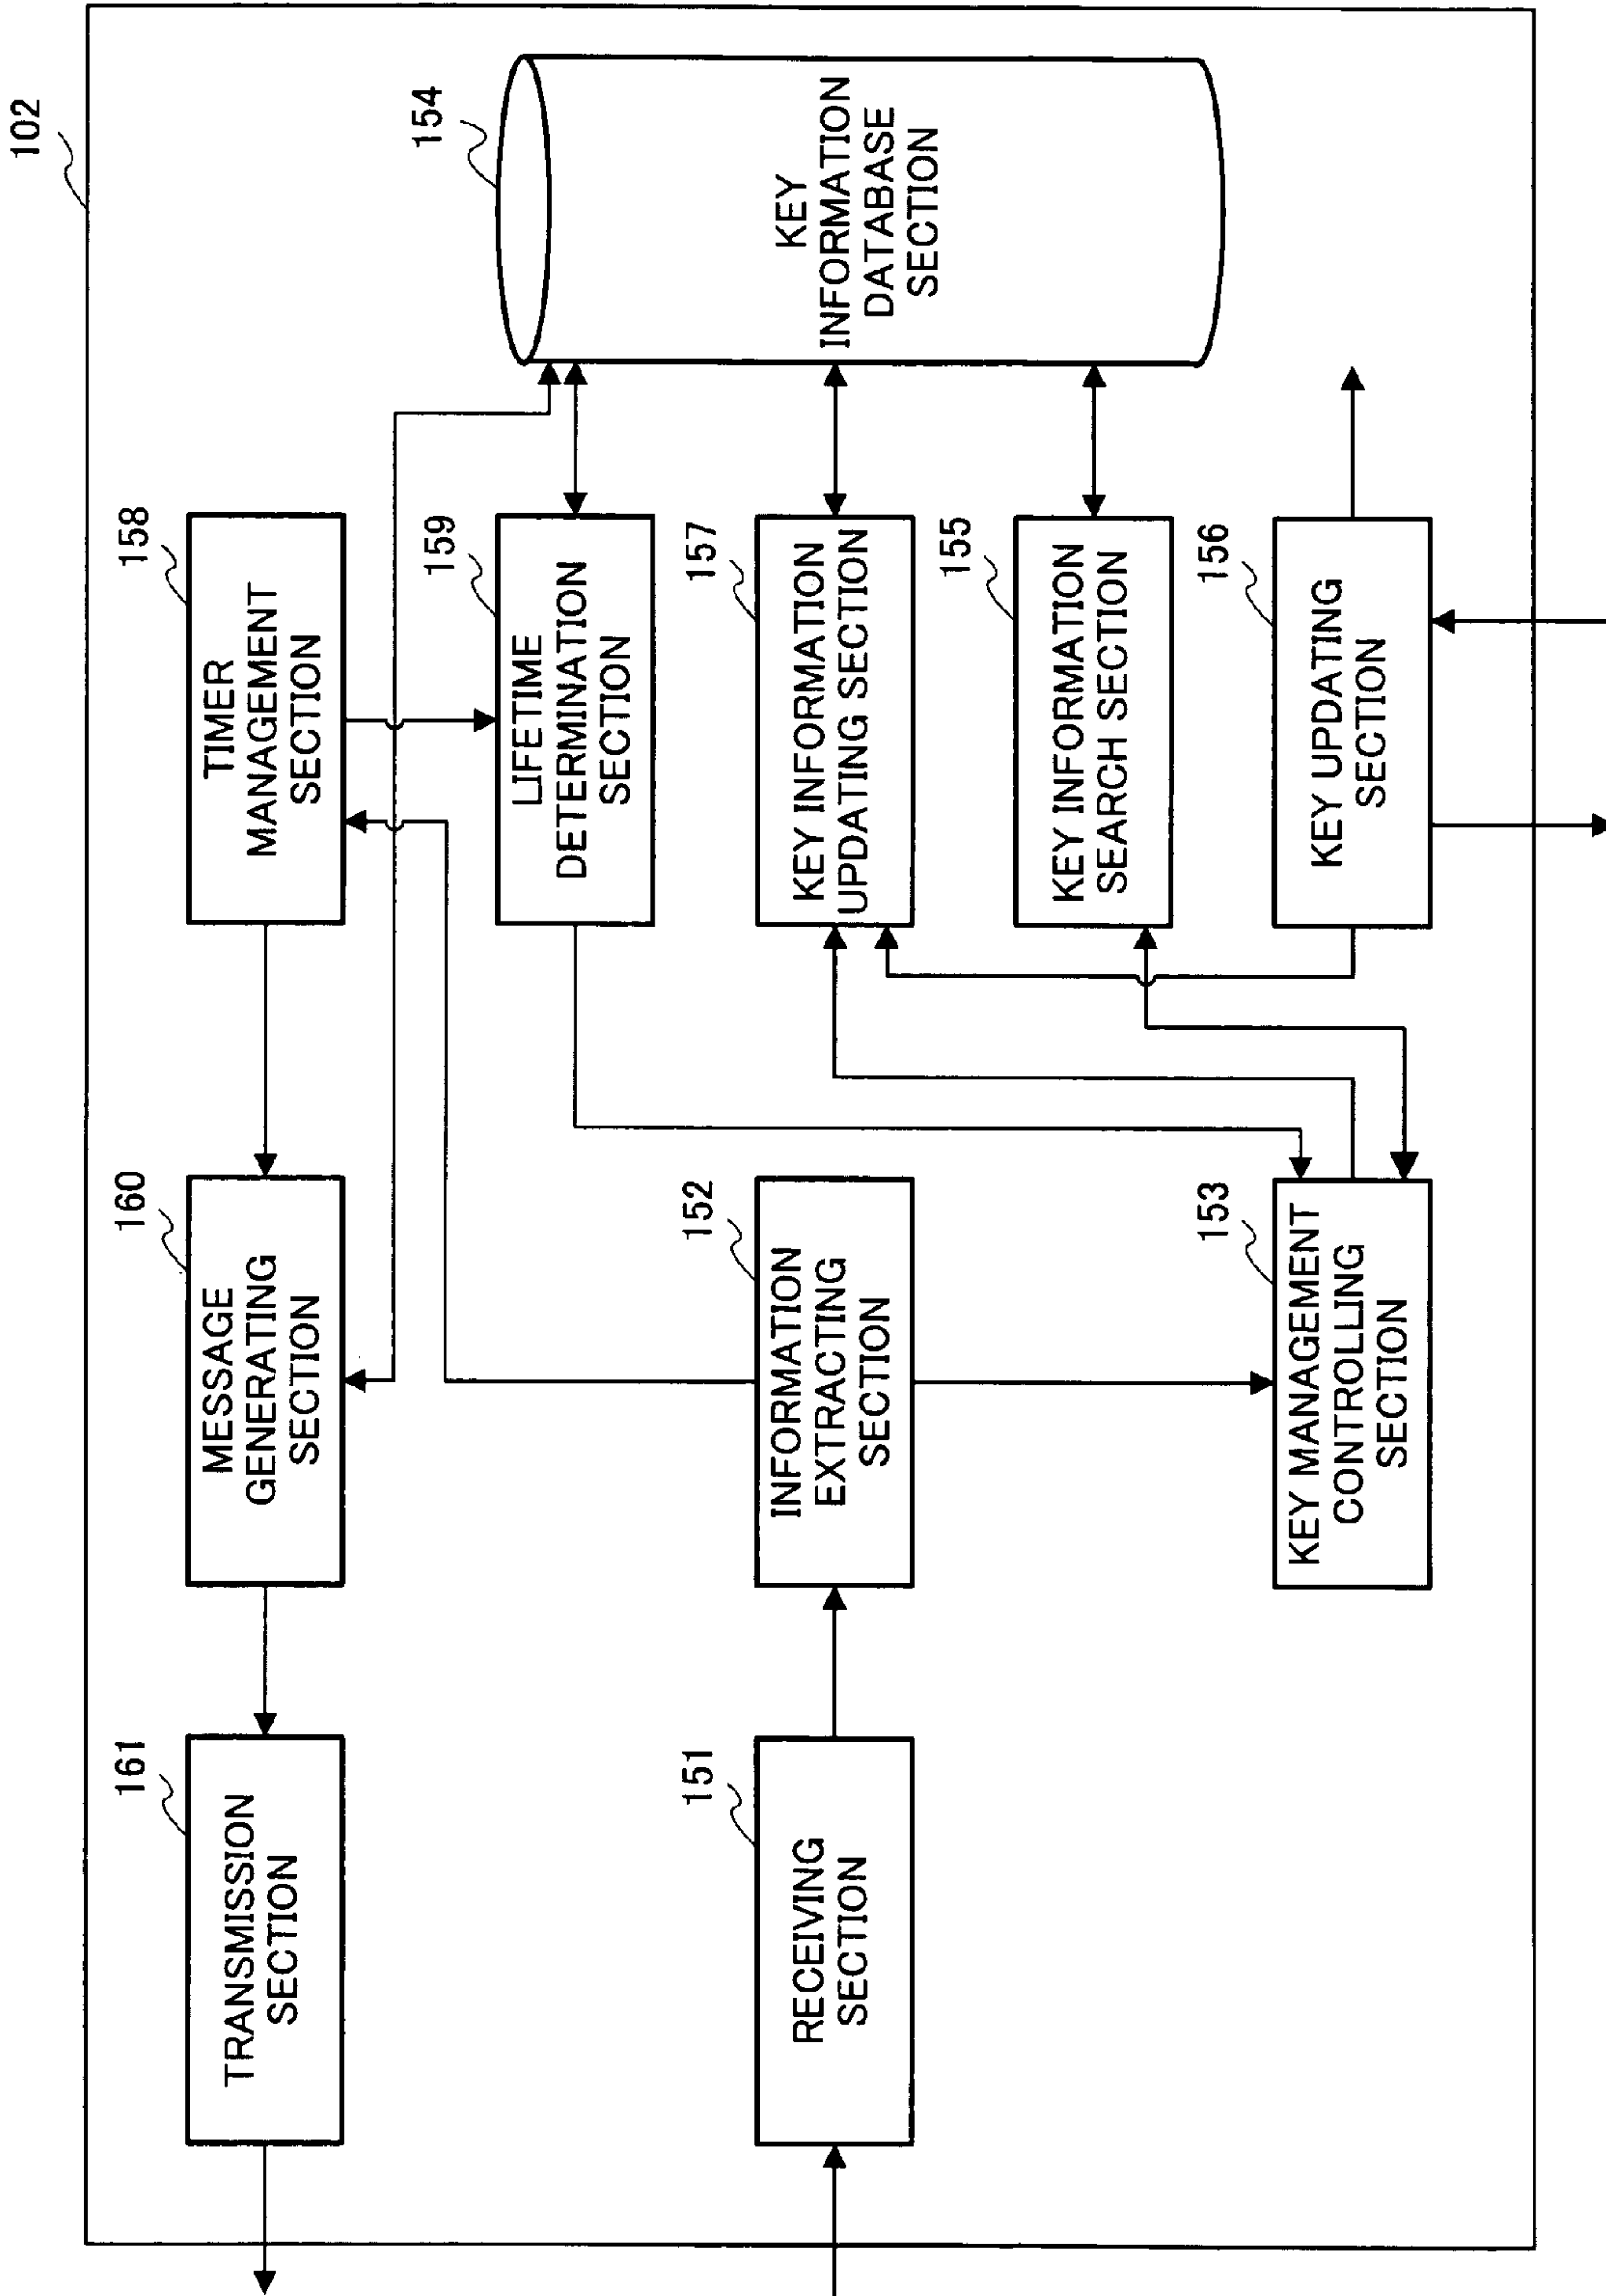 102
161
TRANSMISSION
SECTION
160
MESSAGE
GENERATING
SECTION
158
TIMER
MANAGEMENT
SECTION
154
KEY
INFORMATION
DATABASE
SECTION
159
LIFETIME
DETERMINATION
SECTION
151
RECEIVING
SECTION
152
INFORMATION
EXTRACTING
SECTION
157
KEY INFORMATION
UPDATING SECTION
155
KEY INFORMATION
SEARCH SECTION
153
KEY MANAGEMENT
CONTROLLING
SECTION
156
KEY UPDATING
SECTION